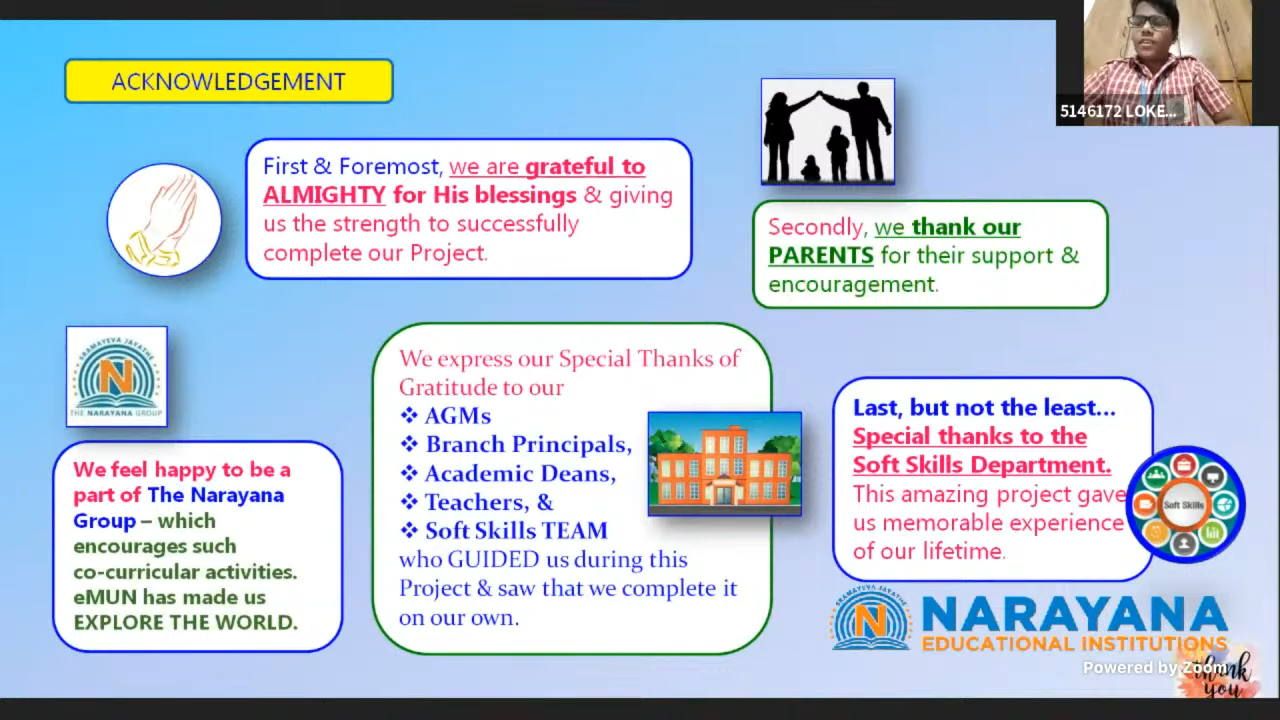 ACKNOWLEDGEMENT
5146172 LOKE...
First & Foremost, we are grateful to
ALMIGHTY for His blessings & giving
us the strength to successfully
complete our Project.
Secondly, we thank our
PARENTS for their support &
encouragement.
SRAMAYEVA JAYATHE
N
THE NARAYANA GROUP
We feel happy to be a
part of The Narayana
Group – which
encourages such
co-curricular activities.
eMUN has made us
EXPLORE THE WORLD.
We express our Special Thanks of
Gratitude to our
❖ AGMs
❖ Branch Principals,
❖ Academic Deans,
❖ Teachers, &
❖ Soft Skills TEAM
who GUIDED us during this
Project & saw that we complete it
on our own.
Last, but not the least...
Special thanks to the
Soft Skills Department.
This amazing project gave
us memorable experience
of our lifetime.
Soft Skills
SRAMAYEVA JAYATHE
N
NARAYANA
EDUCATIONAL INSTITUTIONS
Powered by Zoom
thank
you